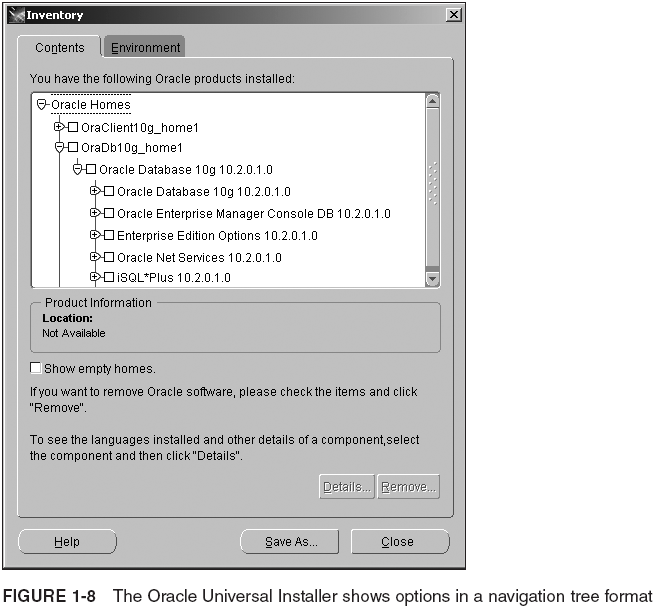 Inventory
Contents
Environment
You have the following Oracle products installed:
Oracle Homes
OraClient10g_home1
OraDb10g_home1
Oracle Database 10g 10.2.0.1.0
Oracle Database 10g 10.2.0.1.0
Oracle Enterprise Manager Console DB 10.2.0.1.0
Enterprise Edition Options 10.2.0.1.0
Oracle Net Services 10.2.0.1.0
iSQL*Plus 10.2.0.1.0
Product Information
Location:
Not Available
Show empty homes.
If you want to remove Oracle software, please check the items and click
"Remove".
To see the languages installed and other details of a component,select
the component and then click "Details".
Details...
Remove...
Help
Save As...
Close
FIGURE 1-8 The Oracle Universal Installer shows options in a navigation tree format